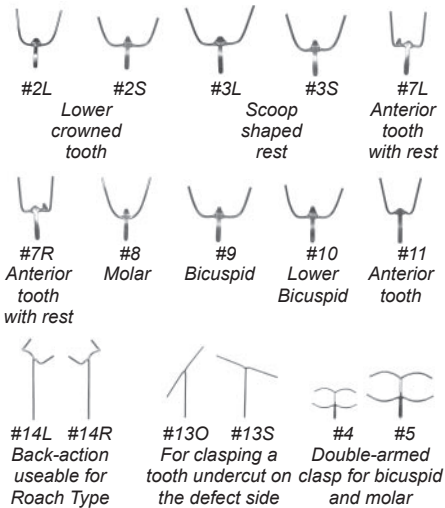 #2L #2S #3L #3S #7L
Lower Scoop Anterior
crowned shaped tooth
tooth rest with rest
#7R #8 #9 #10 #11
Anterior Molar Bicuspid Lower Anterior
tooth Bicuspid tooth
with rest
#14L #14R #13O #13S #4 #5
Back-action For clasping a Double-armed
useable for tooth undercut on clasp for bicuspid
Roach Type the defect side and molar